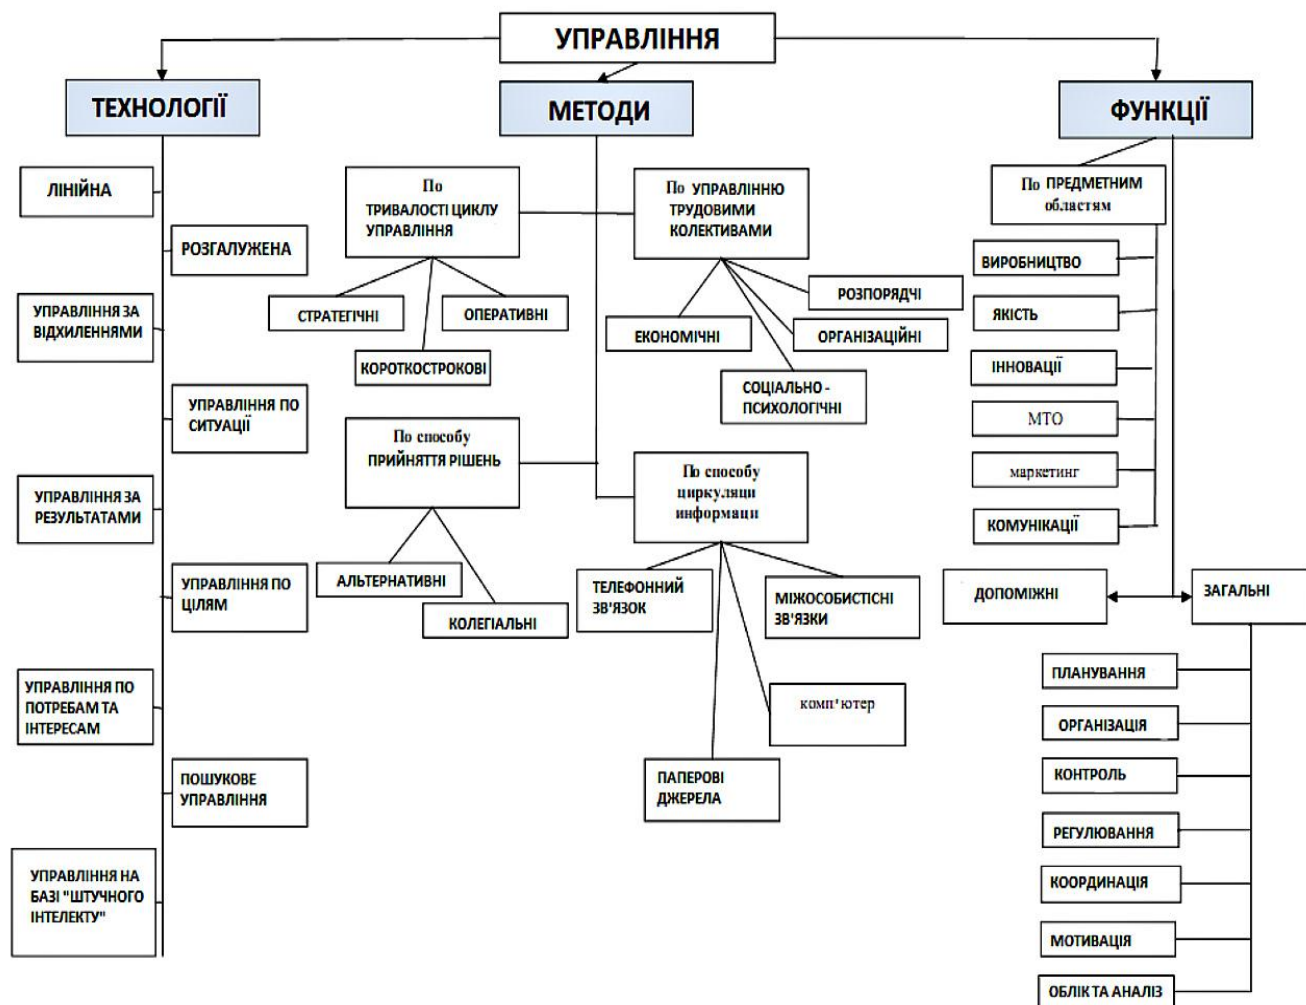 УПРАВЛІННЯ
ТЕХНОЛОГІЇ
МЕТОДИ
ФУНКЦІЇ
ЛІНІЙНА
РОЗГАЛУЖЕНА
УПРАВЛІННЯ ЗА
ВІДХИЛЕННЯМИ
УПРАВЛІННЯ ПО
СИТУАЦІЇ
УПРАВЛІННЯ ЗА
РЕЗУЛЬТАТАМИ
УПРАВЛІННЯ ПО
ЦІЛЯМ
УПРАВЛІННЯ ПО
ПОТРЕБАМ ТА
ІНТЕРЕСАМ
ПОШУКОВЕ
УПРАВЛІННЯ
УПРАВЛІННЯ НА
БАЗІ "ШТУЧНОГО
ІНТЕЛЕКТУ"
По
ТРИВАЛОСТІ ЦИКЛУ
УПРАВЛІННЯ
СТРАТЕГІЧНІ
ОПЕРАТИВНІ
КОРОТКОСТРОКОВІ
По УПРАВЛІННЮ
ТРУДОВИМИ
КОЛЕКТИВАМИ
РОЗПОРЯДЧІ
ЕКОНОМІЧНІ
ОРГАНІЗАЦІЙНІ
СОЦІАЛЬНО -
ПСИХОЛОГІЧНІ
По способу
ПРИЙНЯТТЯ РІШЕНЬ
АЛЬТЕРНАТИВНІ
КОЛЕГІАЛЬНІ
По способу
циркуляци
информаци
ТЕЛЕФОННИЙ
ЗВ'ЯЗОК
МІЖОСОБИСТІСНІ
ЗВ'ЯЗКИ
комп'ютер
ПАПЕРОВІ
ДЖЕРЕЛА
По ПРЕДМЕТНИМ
областям
ВИРОБНИЦТВО
ЯКІСТЬ
ІННОВАЦІЇ
МТО
маркетинг
КОМУНІКАЦІЇ
ДОПОМІЖНІ
ЗАГАЛЬНІ
ПЛАНУВАННЯ
ОРГАНІЗАЦІЯ
КОНТРОЛЬ
РЕГУЛЮВАННЯ
КООРДИНАЦІЯ
МОТИВАЦІЯ
ОБЛІК ТА АНАЛІЗ